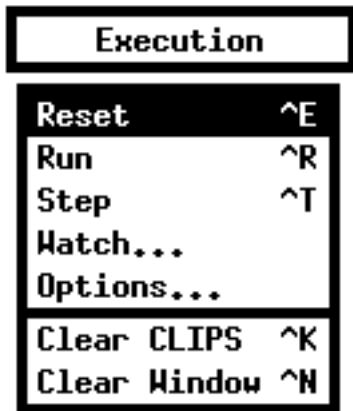 Execution
Reset ^E
Run ^R
Step ^T
Watch...
Options...
Clear CLIPS ^K
Clear Window ^N